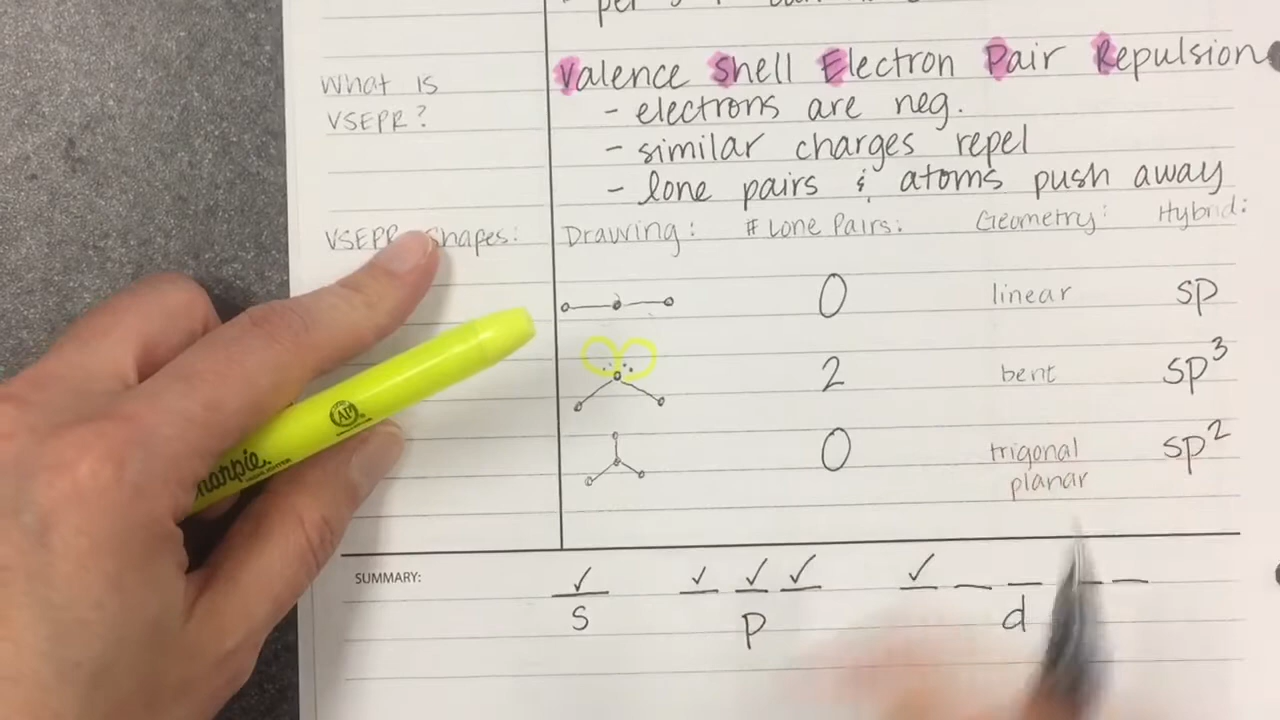 Valence Shell Electron Pair Repulsion
What is
VSEPR?
- electrons are neg.
- similar charges repel
- lone pairs & atoms push away
VSEPR Shapes: Drawing: # Lone Pairs: Geometry: Hybrid:
0 linear sp
2 bent sp³
0 trigonal planar sp²
SUMMARY: ✓ ✓ ✓ ✓ ✓
s p d
sharpie.
AP